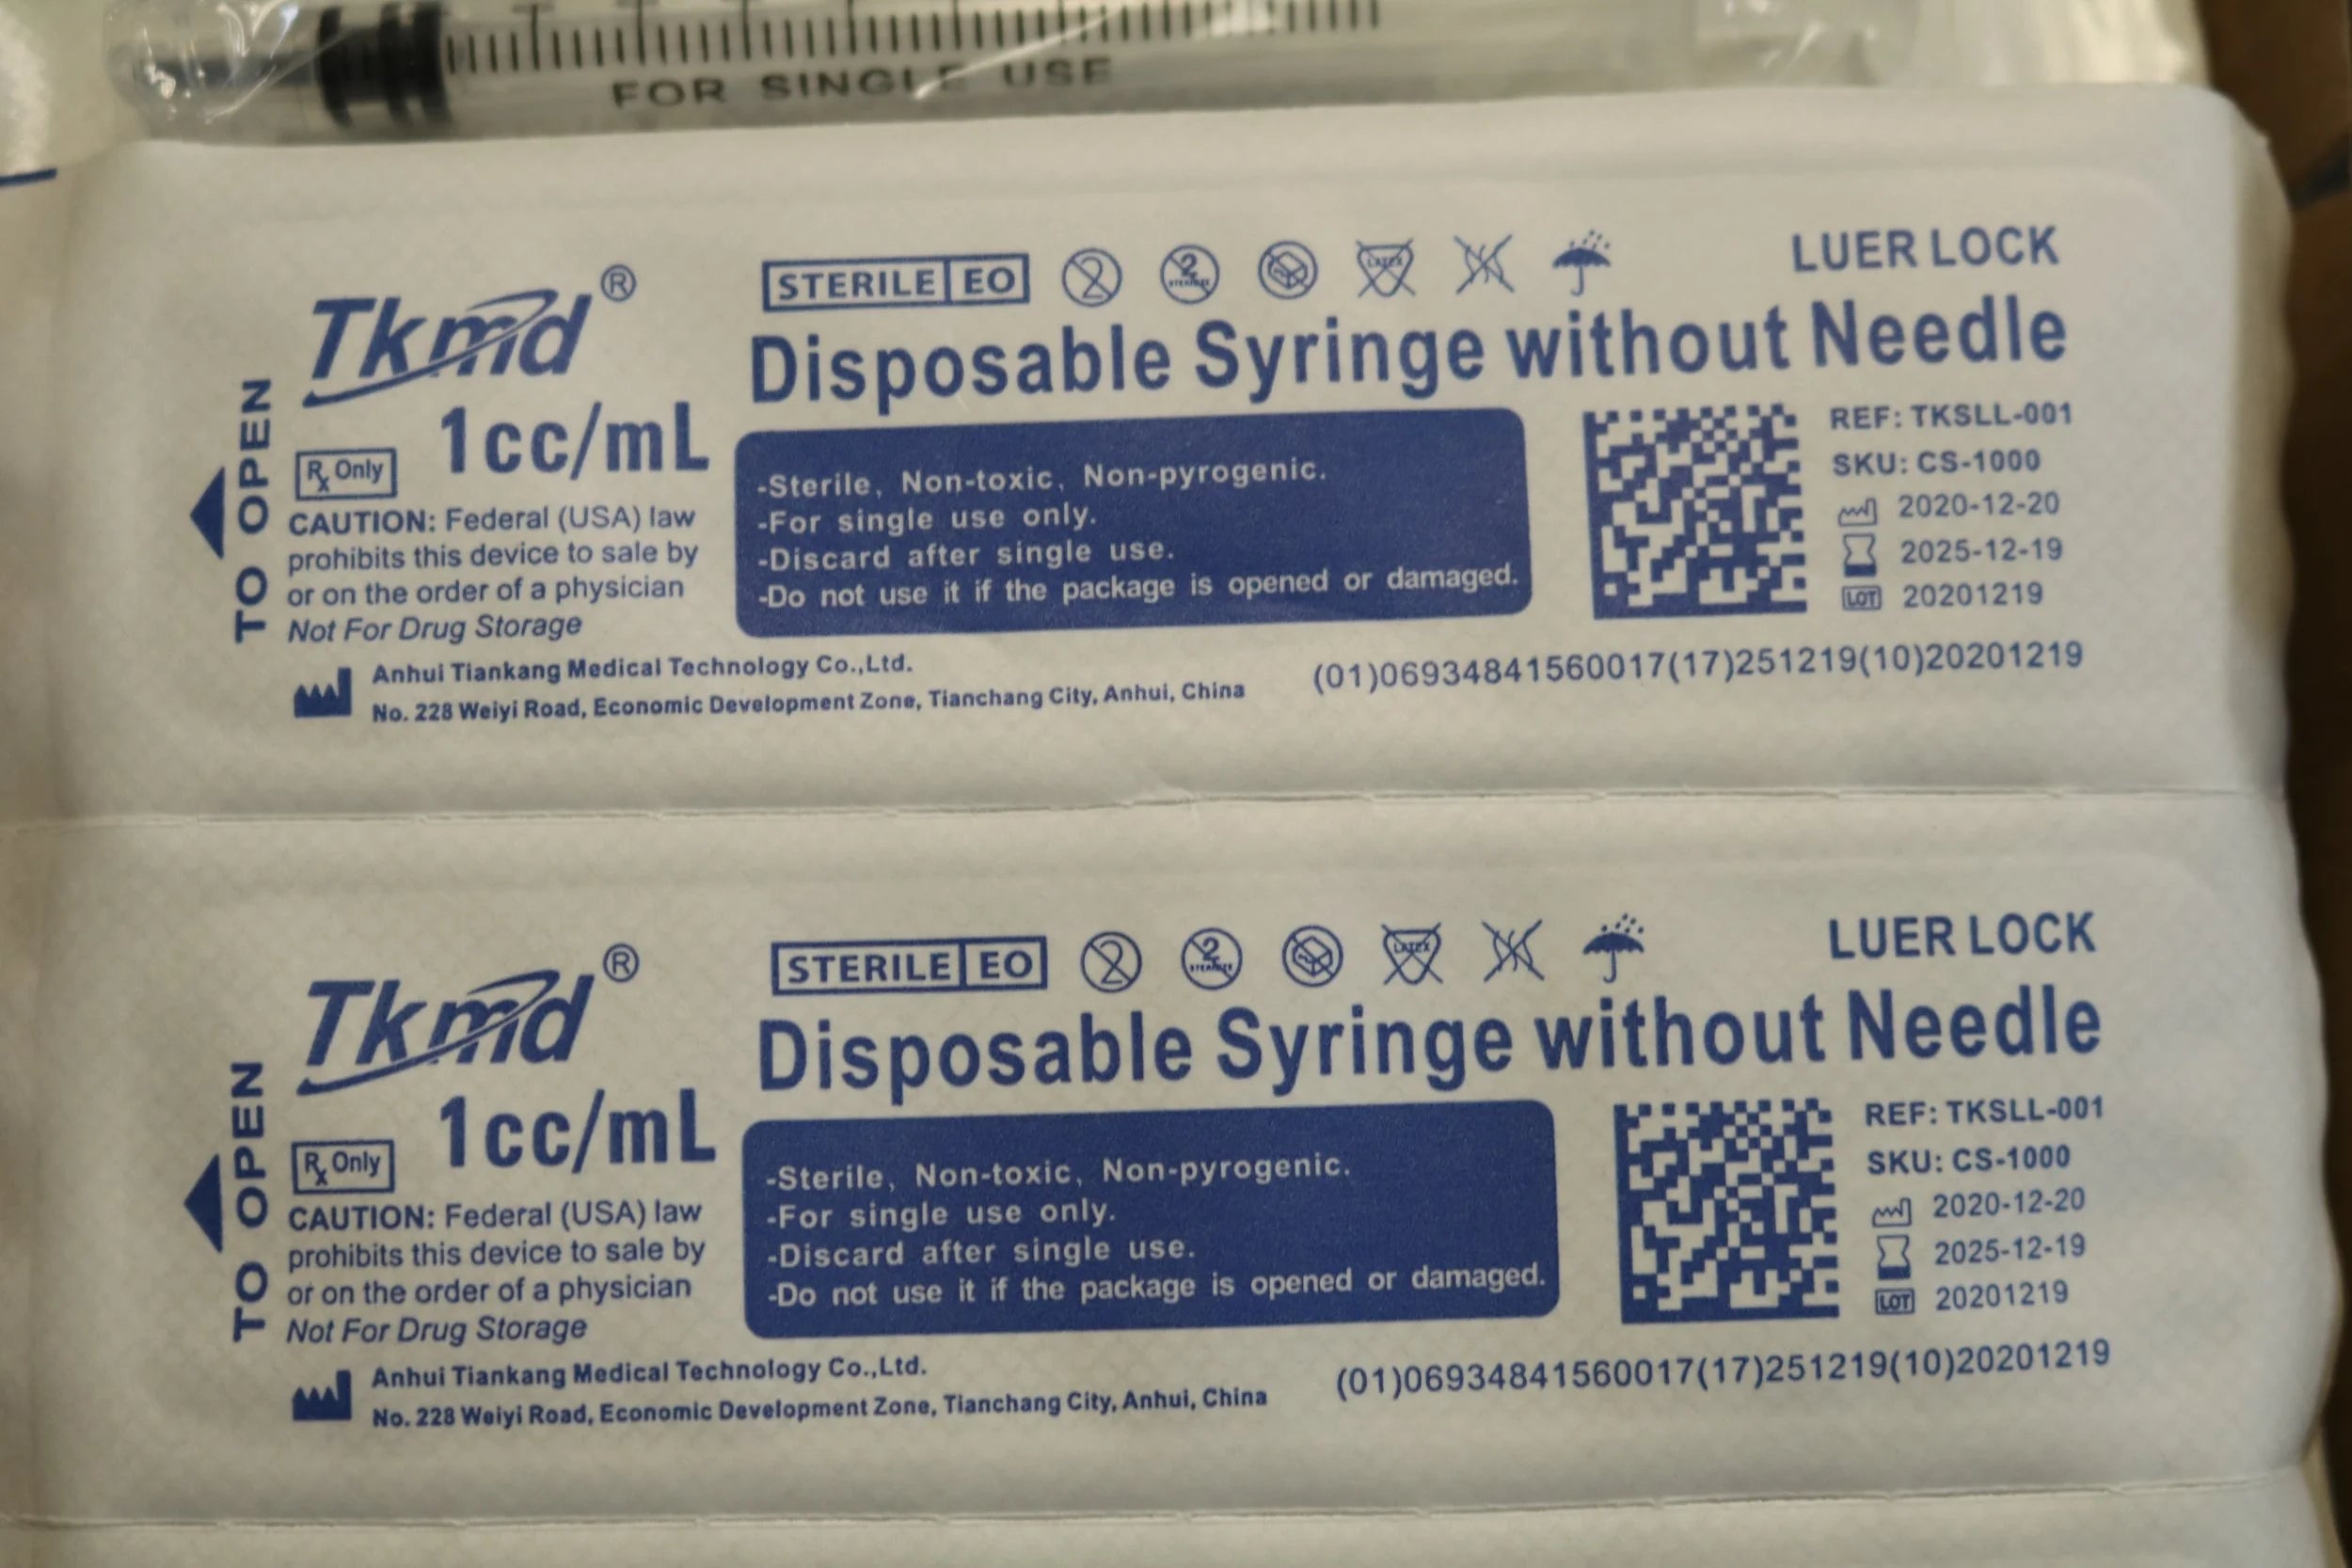 FOR SINGLE USE
STERILE EO
LUER LOCK
Tkmd®
Disposable Syringe without Needle
TO OPEN
1cc/mL
Rx Only
CAUTION: Federal (USA) law
prohibits this device to sale by
or on the order of a physician
Not For Drug Storage
-Sterile, Non-toxic, Non-pyrogenic.
-For single use only.
-Discard after single use.
-Do not use it if the package is opened or damaged.
REF: TKSLL-001
SKU: CS-1000
2020-12-20
2025-12-19
LOT 20201219
Anhui Tiankang Medical Technology Co.,Ltd.
No. 228 Weiyi Road, Economic Development Zone, Tianchang City, Anhui, China
(01)06934841560017(17)251219(10)20201219
STERILE EO
2
2
STERILIZE
LATEX
LUER LOCK
Tkmd®
Disposable Syringe without Needle
TO OPEN
1cc/mL
Rx Only
CAUTION: Federal (USA) law
prohibits this device to sale by
or on the order of a physician
Not For Drug Storage
-Sterile, Non-toxic, Non-pyrogenic.
-For single use only.
-Discard after single use.
-Do not use it if the package is opened or damaged.
REF: TKSLL-001
SKU: CS-1000
2020-12-20
2025-12-19
LOT 20201219
Anhui Tiankang Medical Technology Co.,Ltd.
No. 228 Weiyi Road, Economic Development Zone, Tianchang City, Anhui, China
(01)06934841560017(17)251219(10)20201219